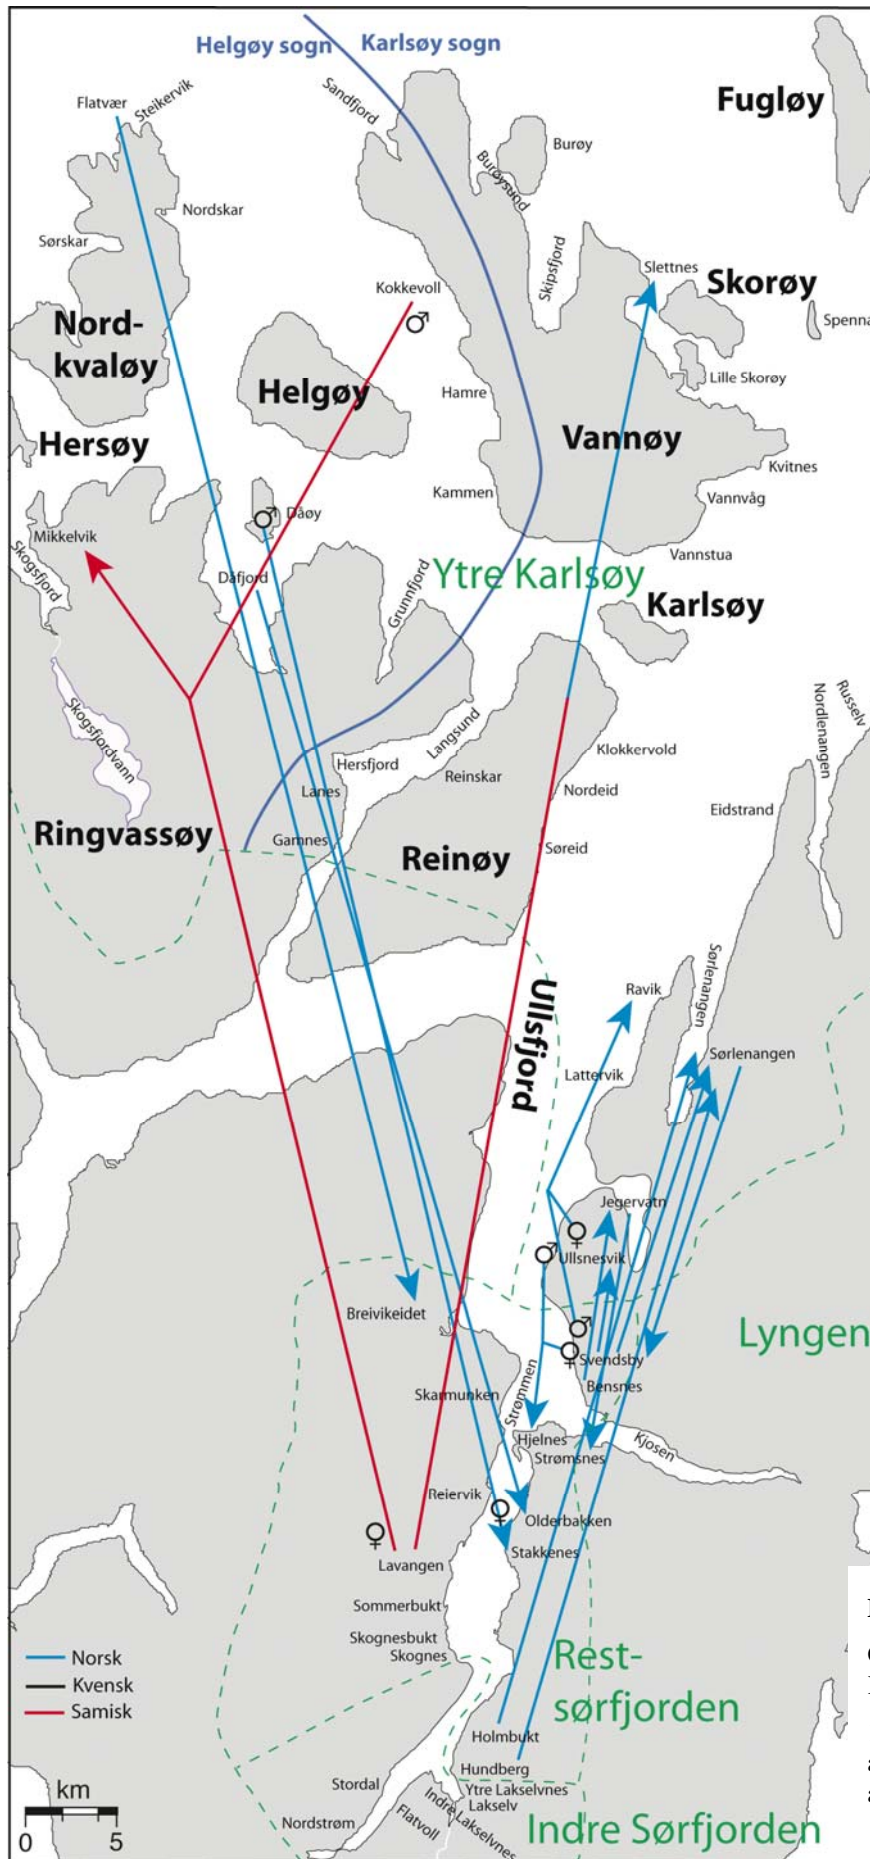 Helgøy sogn
Karlsøy sogn
Fugløy
Flatvær
Steikervik
Sandfjord
Burøy
Burøysund
Nordskar
Sørskar
Skipsfjord
Slettnes
Skorøy
Kokkevoll
Nord-
kvaløy
Spenna
Helgøy
Lille Skorøy
Hamre
Hersøy
Vannøy
Kvitnes
Kammen
Vannvåg
Dåøy
Mikkelvik
Skogsfjord
Vannstua
Dåfjord
Grunnfjord
Ytre Karlsøy
Karlsøy
Skogsfjordvann
Langsund
Russelv
Nordlenangen
Klokkervold
Hersfjord
Reinskar
Lanes
Nordeid
Eidstrand
Ringvassøy
Gamnes
Reinøy
Søreid
Sørlenangen
Ullsfjord
Ravik
Sørlenangen
Lattervik
Jegervatn
Ullsnesvik
Breivikeidet
Lyngen
Svendsby
Bensnes
Skarmunken
Strømmen
Hjelnes
Strømsnes
Kjosen
Reiervik
Olderbakken
Stakkenes
Lavangen
Sommerbukt
Skognesbukt
Skognes
Norsk
Kvensk
Samisk
Rest-
sørfjorden
Holmbukt
Hundberg
Stordal
Ytre Lakselvnes
Lakselv
Indre Lakselvnes
Flatvoll
Nordstrøm
Indre Sørfjorden
km
0 5